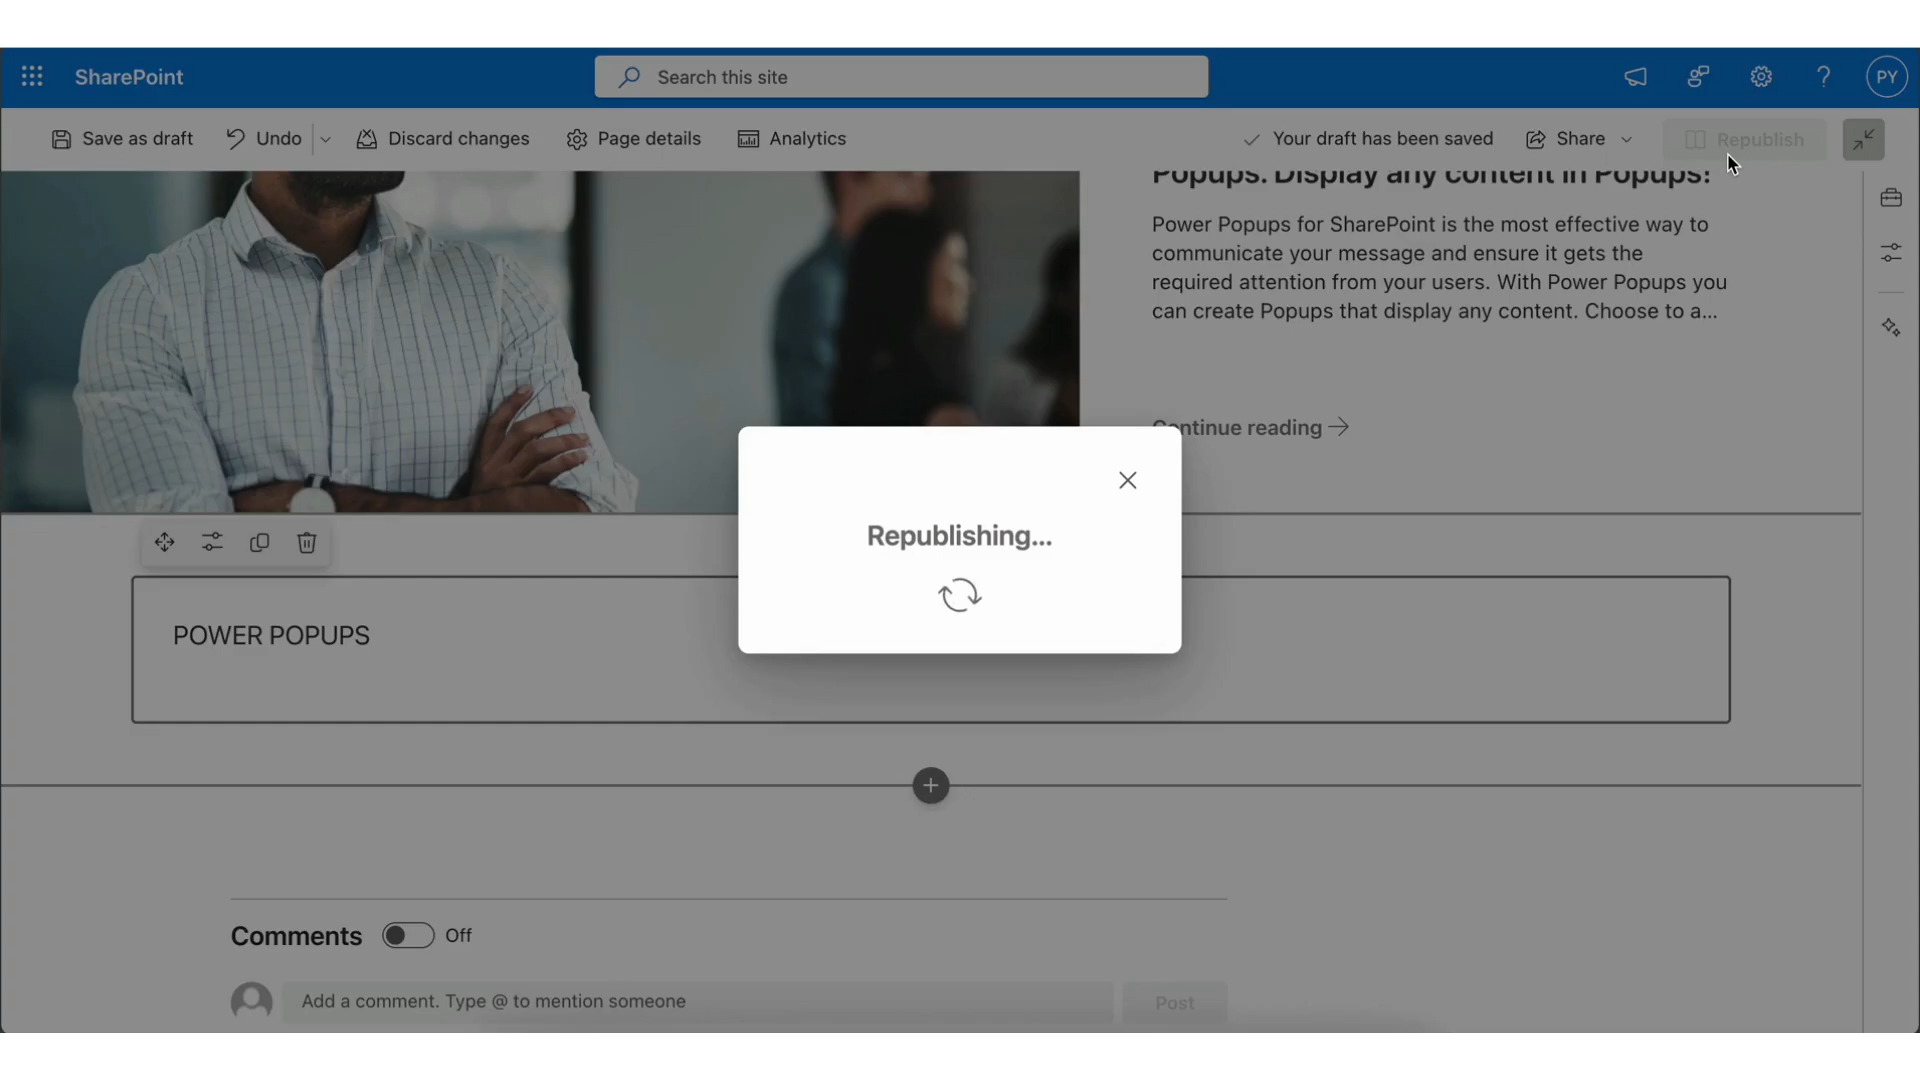 SharePoint
Search this site
PY
Save as draft
Undo
Discard changes
Page details
Analytics
Your draft has been saved
Share
Republish
Popups. Display any content in Popups!
Power Popups for SharePoint is the most effective way to
communicate your message and ensure it gets the
required attention from your users. With Power Popups you
can create Popups that display any content. Choose to a...
Continue reading
Republishing...
POWER POPUPS
Comments
Off
Add a comment. Type @ to mention someone
Post